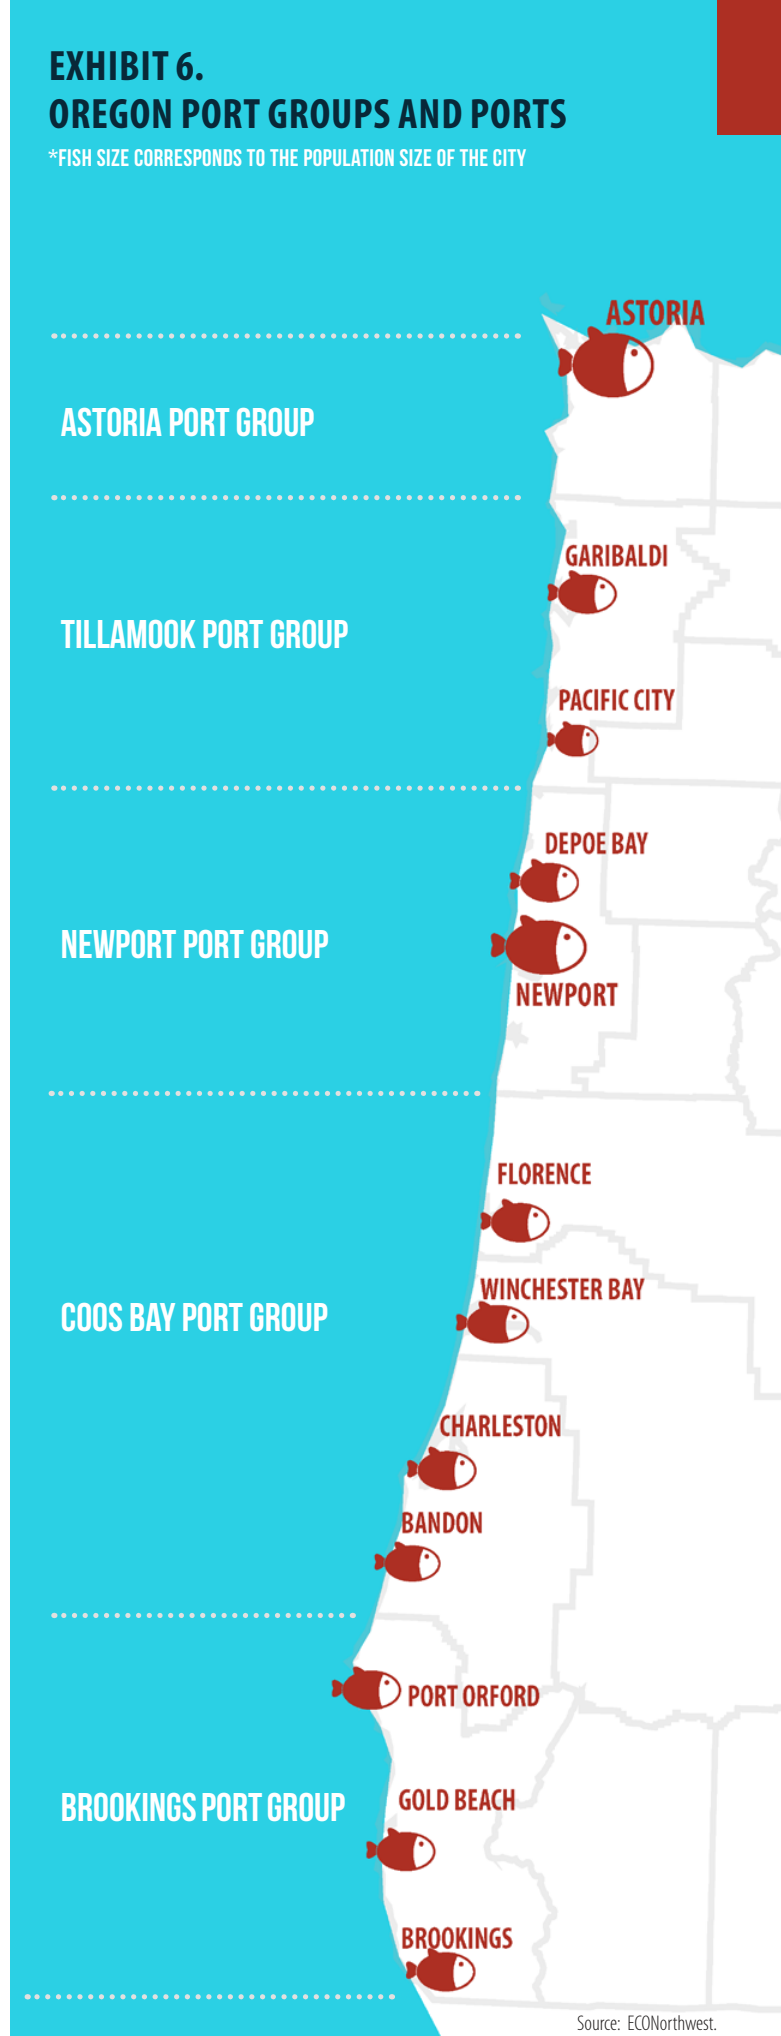 EXHIBIT 6.
OREGON PORT GROUPS AND PORTS
*FISH SIZE CORRESPONDS TO THE POPULATION SIZE OF THE CITY
ASTORIA
ASTORIA PORT GROUP
GARIBALDI
TILLAMOOK PORT GROUP
PACIFIC CITY
DEPOE BAY
NEWPORT PORT GROUP
NEWPORT
FLORENCE
WINCHESTER BAY
COOS BAY PORT GROUP
CHARLESTON
BANDON
PORT ORFORD
GOLD BEACH
BROOKINGS PORT GROUP
BROOKINGS
Source: ECONorthwest.